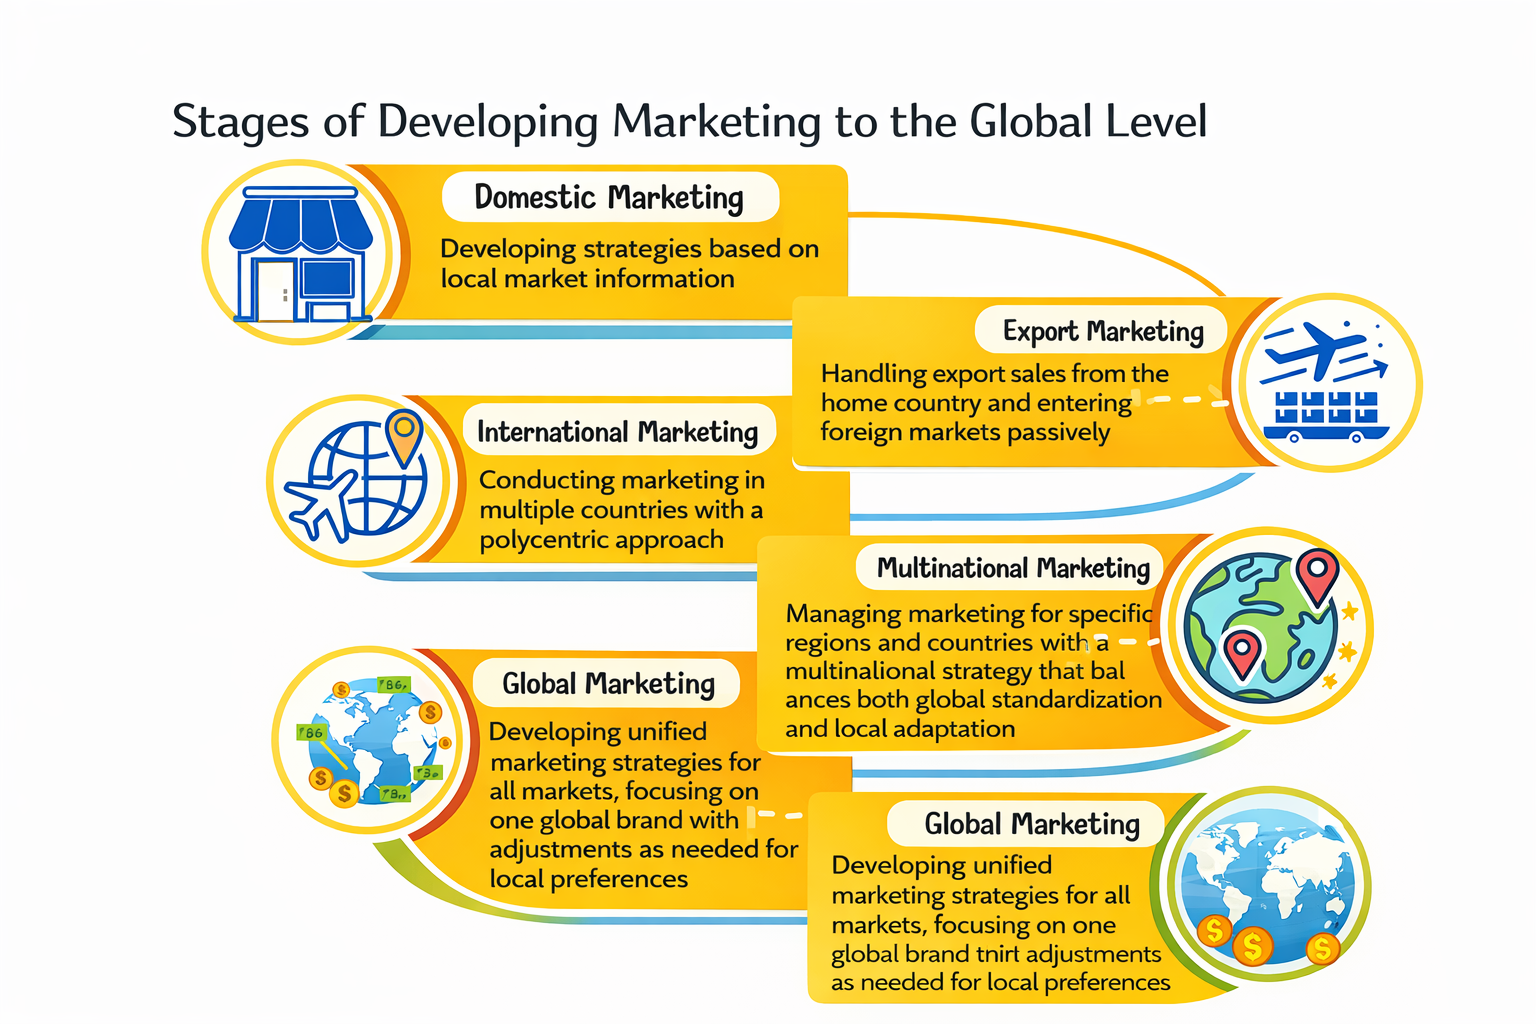 Stages of Developing Marketing to the Global Level
Domestic Marketing
Developing strategies based on
local market information
Export Marketing
Handling export sales from the
home country and entering
foreign markets passively
International Marketing
Conducting marketing in
multiple countries with a
polycentric approach
Multinational Marketing
Managing marketing for specific
regions and countries with a
multinalional strategy that bal
ances both global standardization
and local adaptation
Global Marketing
Developing unified
marketing strategies for
all markets, focusing on
one global brand with
adjustments as needed for
local preferences
Global Marketing
Developing unified
marketing strategies for all
markets, focusing on one
global brand tnirt adjustments
as needed for local preferences